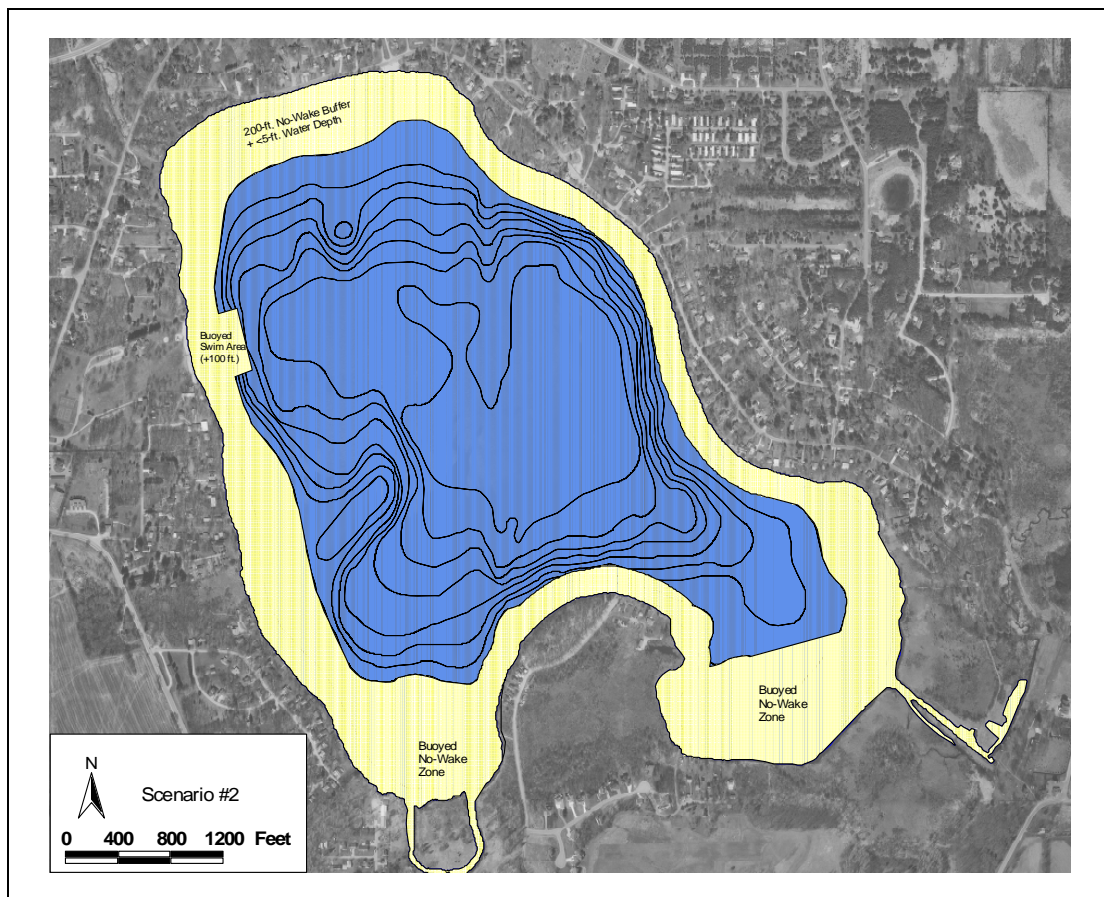 200-ft. No-Wake Buffer
+ <5-ft. Water Depth
Buoyed
Swim Area
(+100 ft.)
Buoyed
No-Wake
Zone
Buoyed
No-Wake
Zone
N
Scenario #2
0 400 800 1200 Feet